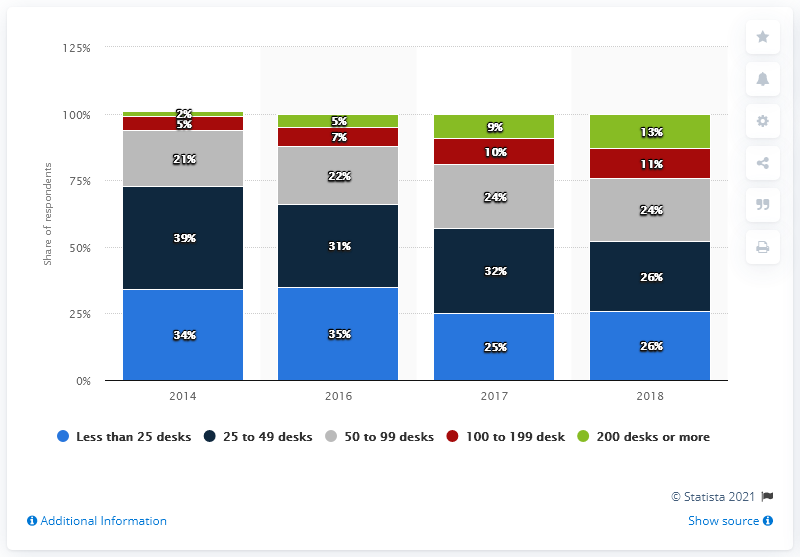 125%
100%
75%
50%
25%
0%
Share of respondents
2% 5% 9% 13%
5% 7% 10% 11%
21% 22% 24% 24%
39% 31% 32% 26%
34% 35% 25% 26%
2014 2016 2017 2018
Less than 25 desks 25 to 49 desks 50 to 99 desks 100 to 199 desk 200 desks or more
© Statista 2021
Additional Information Show source